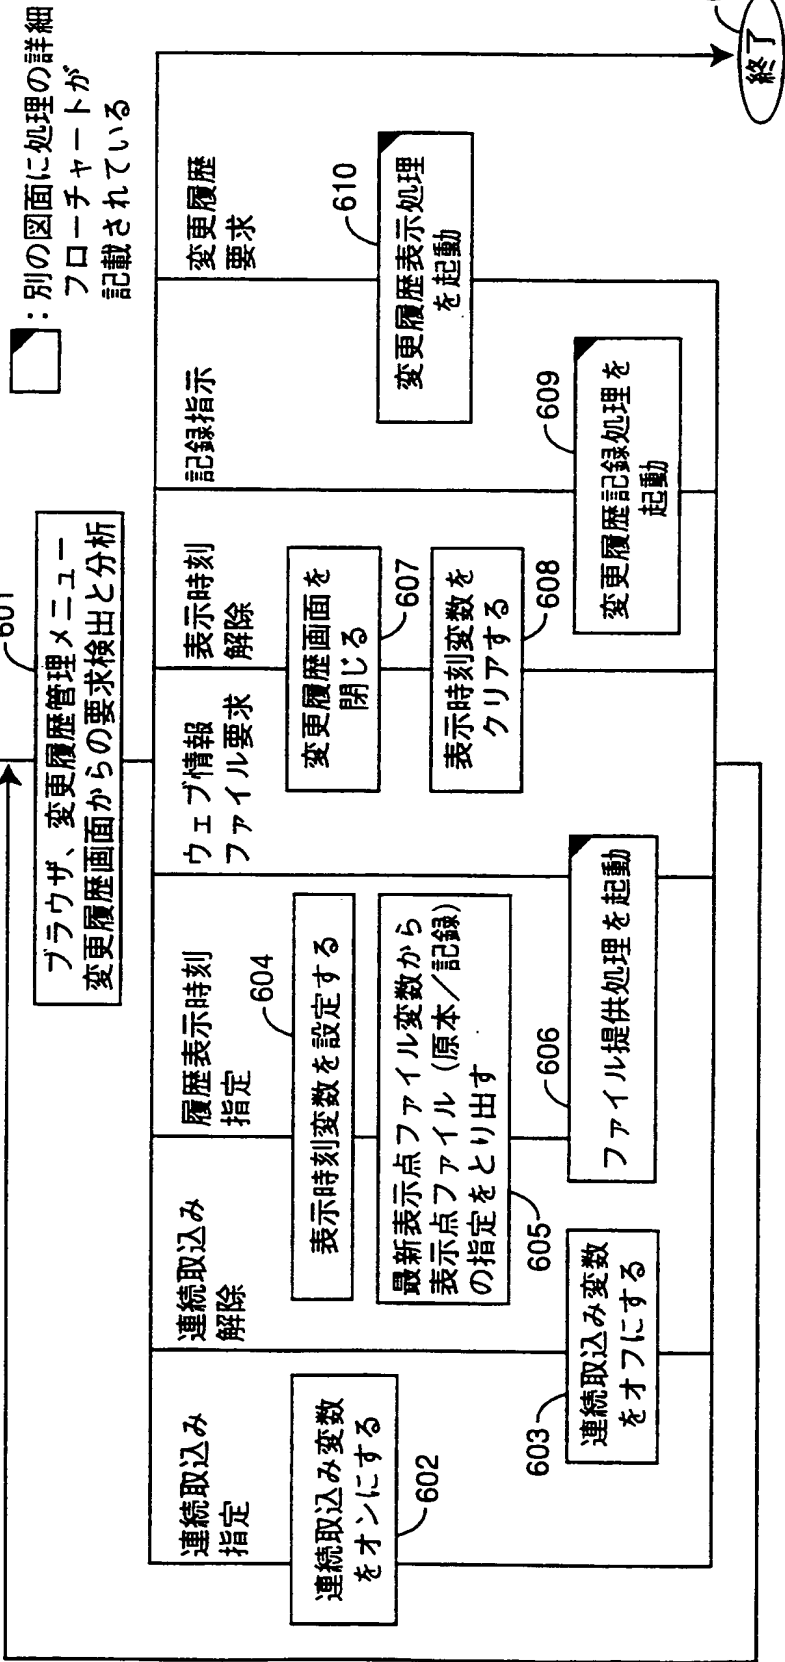 601
ブラウザ、変更履歴管理メニュー
変更履歴画面からの要求検出と分析
：別の図面に処理の詳細
フローチャートが
記載されている
連続取込み
指定
連続取込み変数
をオンにする
602
連続取込み
解除
連続取込み変数
をオフにする
603
履歴表示時刻
指定
表示時刻変数を設定する
604
最新表示点ファイル変数から
表示点ファイル（原本／記録）
の指定をとり出す
605
ファイル提供処理を起動
606
ウェブ情報
ファイル要求
表示時刻
解除
変更履歴画面を
閉じる
607
表示時刻変数を
クリアする
608
記録指示
変更履歴記録処理を
起動
609
変更履歴
要求
変更履歴表示処理
を起動
610
終了